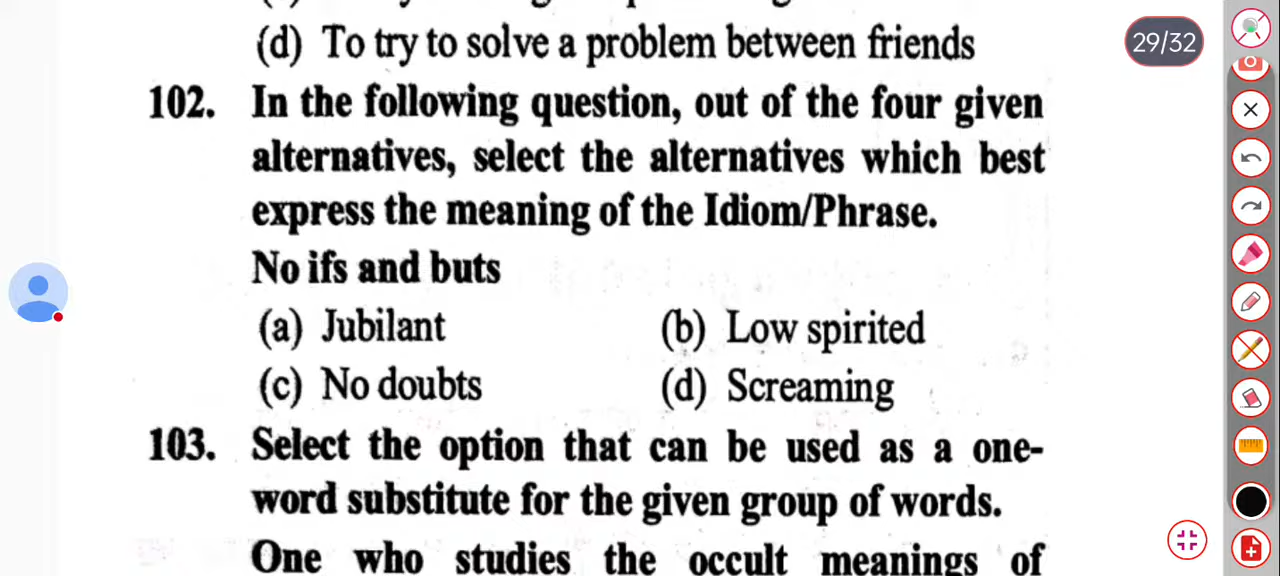 (d) To try to solve a problem between friends
29/32
102. In the following question, out of the four given
alternatives, select the alternatives which best
express the meaning of the Idiom/Phrase.
No ifs and buts
(a) Jubilant (b) Low spirited
(c) No doubts (d) Screaming
103. Select the option that can be used as a one-
word substitute for the given group of words.
One who studies the occult meanings of